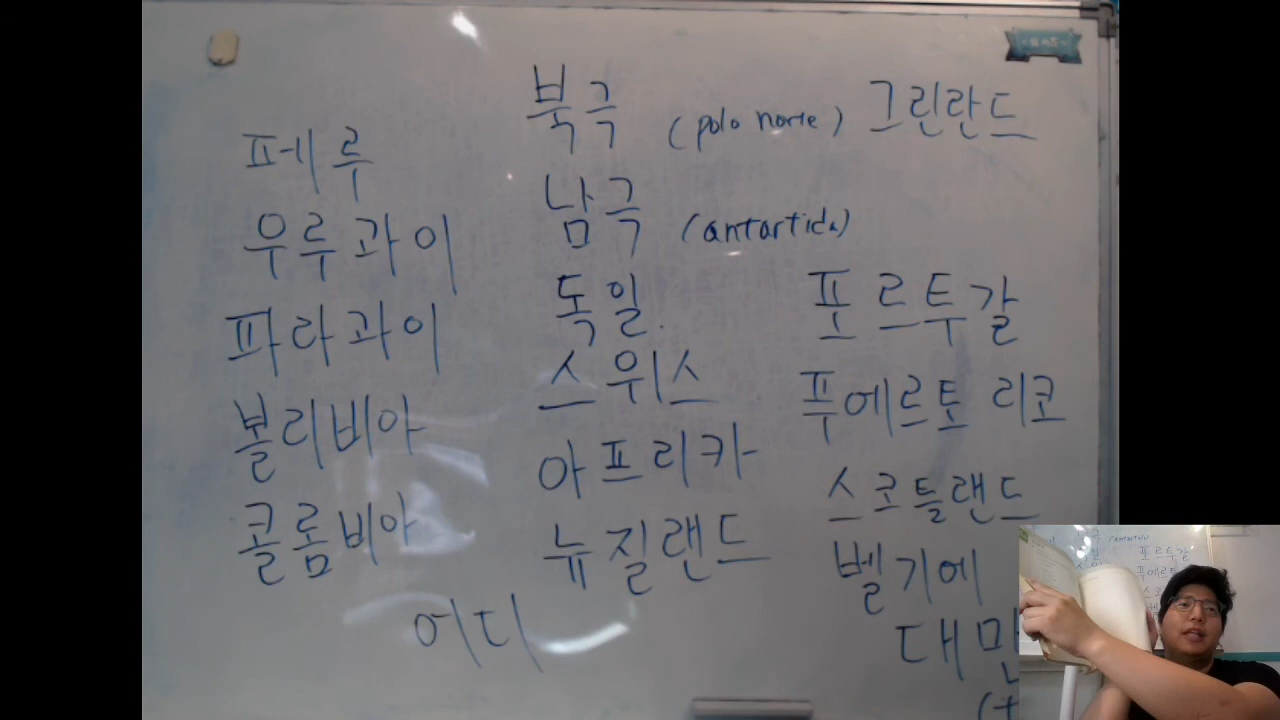 페루
우루과이
파라과이
볼리비아
콜롬비아
북극 (polo norte) 그린란드
남극 (antartida)
독일.
스위스
아프리카
뉴질랜드
어디
포르투갈
푸에르토 리코
스코틀랜드
벨기에
대만